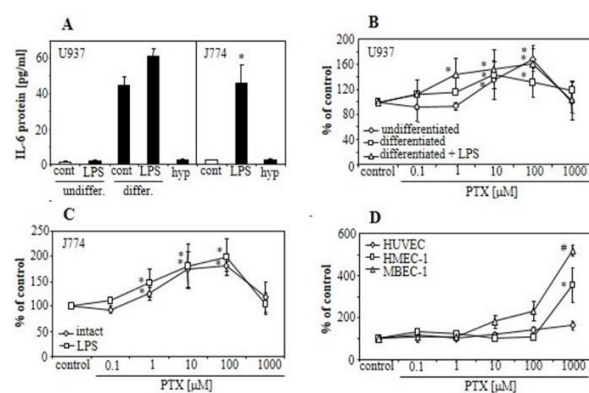 A
U937
J774
*
IL-6 protein [pg/ml]
60
40
20
0
cont LPS cont LPS hyp cont LPS hyp
undiffer. differ.
B
U937
% of control
200
160
120
80
40
0
* * * * * *
undifferentiated
differentiated
differentiated + LPS
control 0.1 1 10 100 1000
PTX [µM]
C
J774
% of control
250
200
150
100
50
0
* * * * * *
intact
LPS
control 0.1 1 10 100 1000
PTX [µM]
D
% of control
600
400
200
0
HUVEC
HMEC-1
MBEC-1
#
*
control 0.1 1 10 100 1000
PTX [µM]